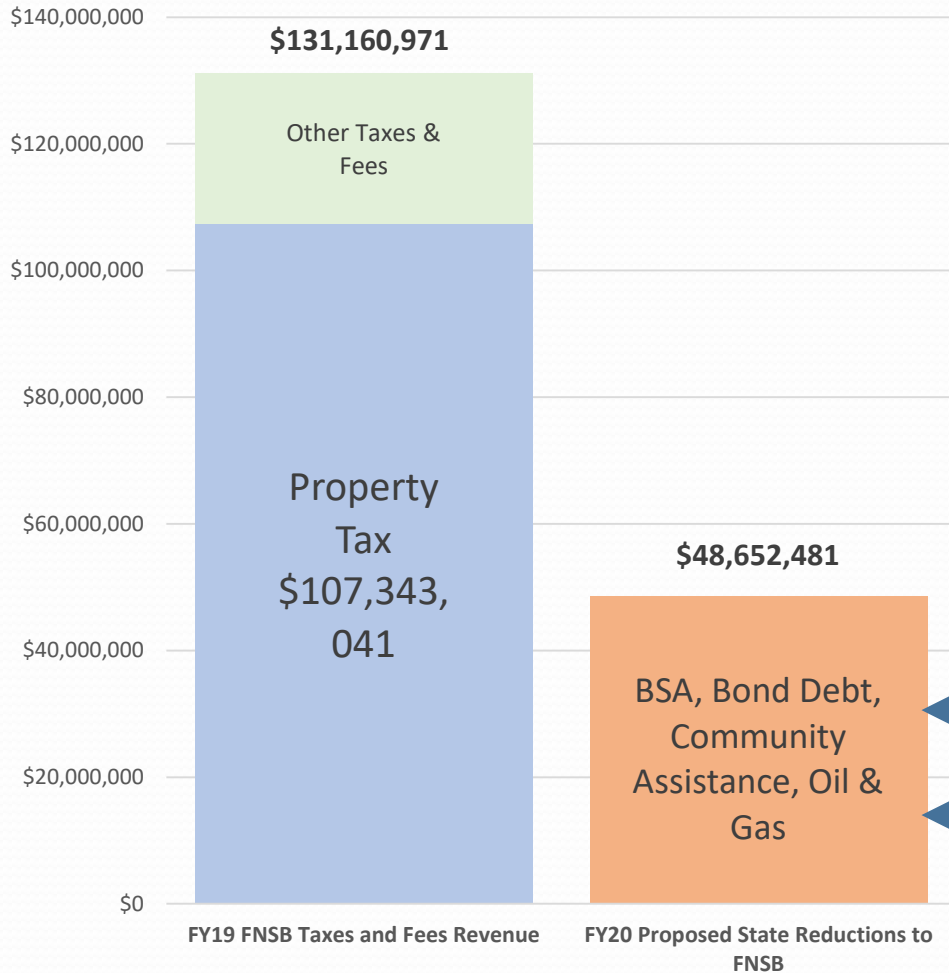 $140,000,000
$131,160,971
Other Taxes &
Fees
$120,000,000
$100,000,000
$80,000,000
$60,000,000
$40,000,000
$20,000,000
$0
Property
Tax
$107,343,
041
$48,652,481
BSA, Bond Debt,
Community
Assistance, Oil &
Gas
FY19 FNSB Taxes and Fees Revenue
FY20 Proposed State Reductions to
FNSB